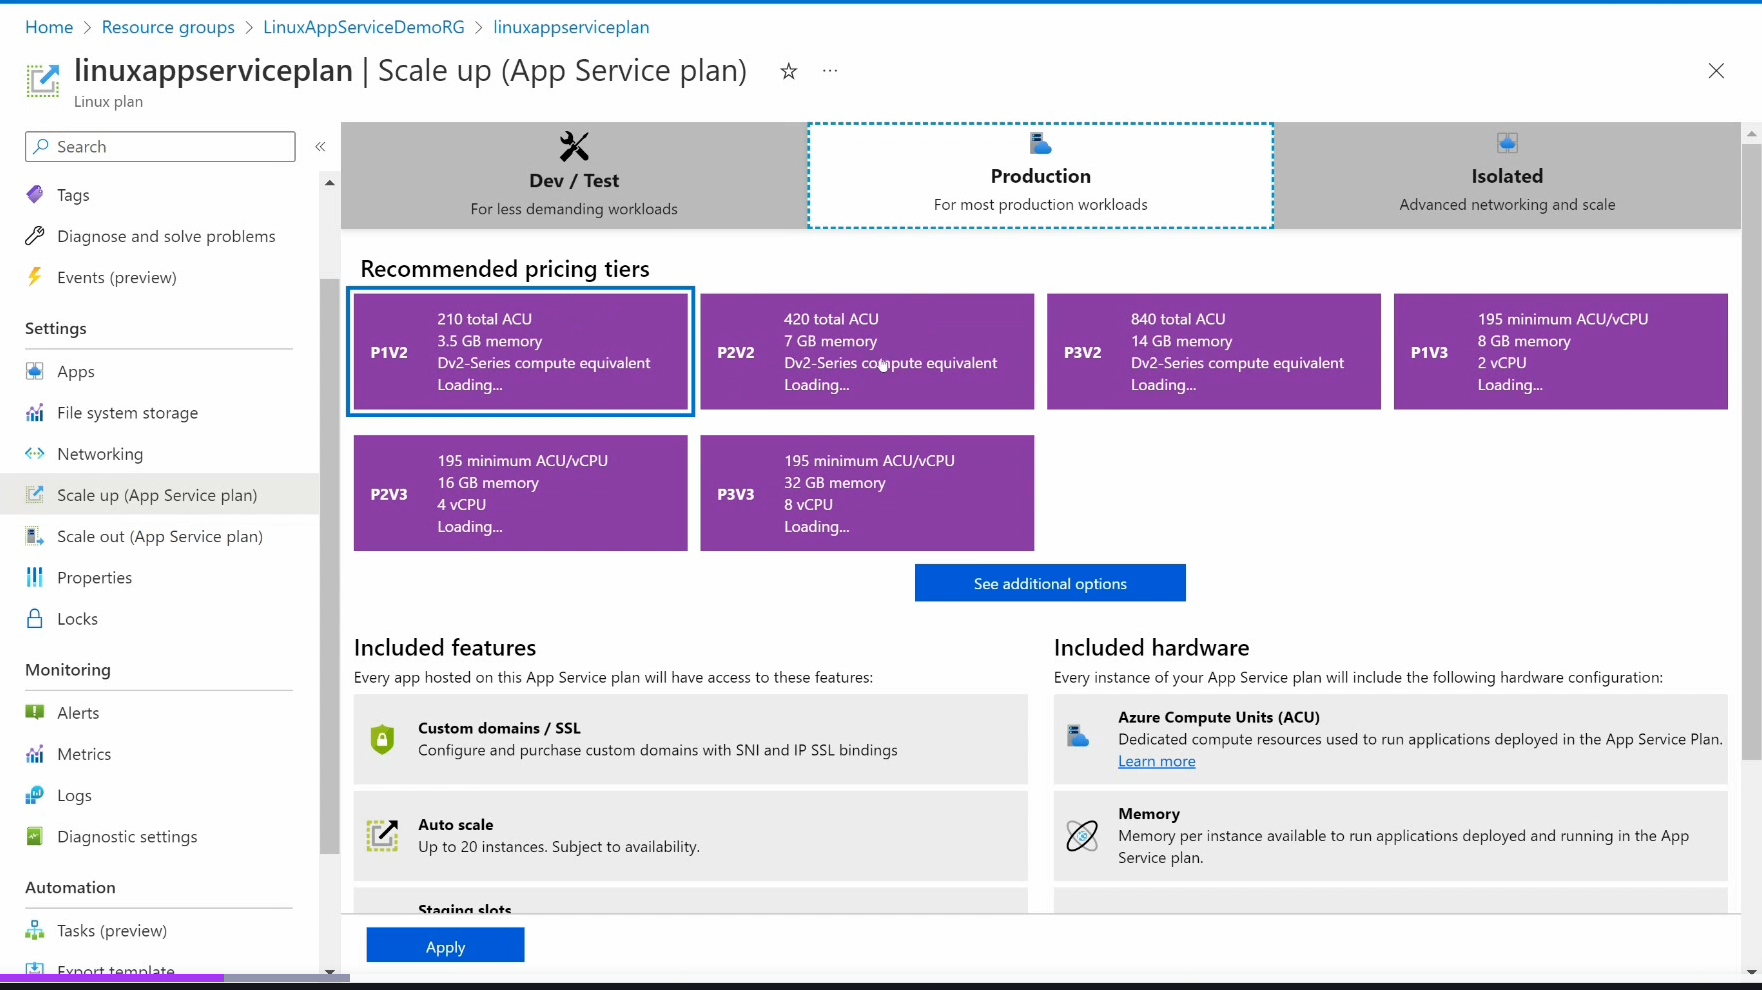 Home > Resource groups > LinuxAppServiceDemoRG > linuxappserviceplan
linuxappserviceplan | Scale up (App Service plan)
Linux plan
Search
Tags
Diagnose and solve problems
Events (preview)
Settings
Apps
File system storage
Networking
Scale up (App Service plan)
Scale out (App Service plan)
Properties
Locks
Monitoring
Alerts
Metrics
Logs
Diagnostic settings
Automation
Tasks (preview)
Export template
Dev / Test
For less demanding workloads
Production
For most production workloads
Isolated
Advanced networking and scale
Recommended pricing tiers
P1V2
210 total ACU
3.5 GB memory
Dv2-Series compute equivalent
Loading...
P2V2
420 total ACU
7 GB memory
Dv2-Series compute equivalent
Loading...
P3V2
840 total ACU
14 GB memory
Dv2-Series compute equivalent
Loading...
P1V3
195 minimum ACU/vCPU
8 GB memory
2 vCPU
Loading...
P2V3
195 minimum ACU/vCPU
16 GB memory
4 vCPU
Loading...
P3V3
195 minimum ACU/vCPU
32 GB memory
8 vCPU
Loading...
See additional options
Included features
Every app hosted on this App Service plan will have access to these features:
Custom domains / SSL
Configure and purchase custom domains with SNI and IP SSL bindings
Auto scale
Up to 20 instances. Subject to availability.
Staging slots
Included hardware
Every instance of your App Service plan will include the following hardware configuration:
Azure Compute Units (ACU)
Dedicated compute resources used to run applications deployed in the App Service Plan.
Learn more
Memory
Memory per instance available to run applications deployed and running in the App
Service plan.
Apply